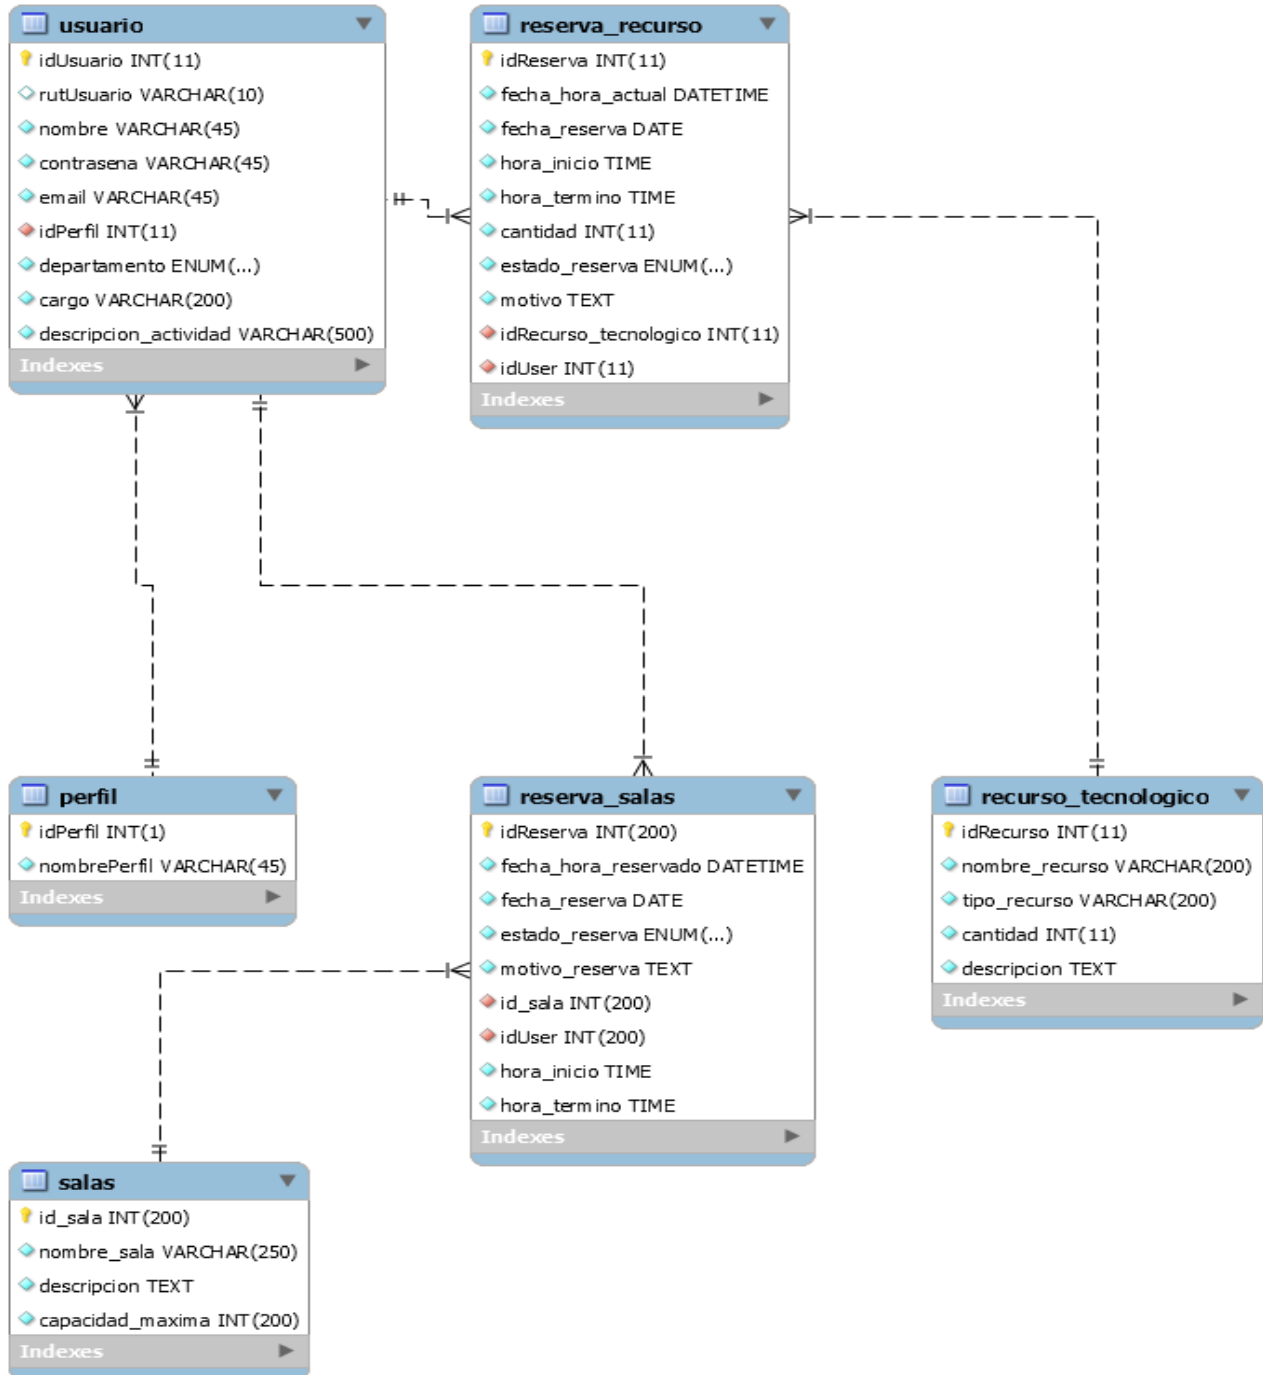 usuario
idUsuario INT(11)
rutUsuario VARCHAR(10)
nombre VARCHAR(45)
contrasena VARCHAR(45)
email VARCHAR(45)
idPerfil INT(11)
departamento ENUM(...)
cargo VARCHAR(200)
descripcion_actividad VARCHAR(500)
Indexes
reserva_recurso
idReserva INT(11)
fecha_hora_actual DATETIME
fecha_reserva DATE
hora_inicio TIME
hora_termino TIME
cantidad INT(11)
estado_reserva ENUM(...)
motivo TEXT
idRecurso_tecnologico INT(11)
idUser INT(11)
Indexes
perfil
idPerfil INT(1)
nombrePerfil VARCHAR(45)
Indexes
reserva_salas
idReserva INT(200)
fecha_hora_reservado DATETIME
fecha_reserva DATE
estado_reserva ENUM(...)
motivo_reserva TEXT
id_sala INT(200)
idUser INT(200)
hora_inicio TIME
hora_termino TIME
Indexes
recurso_tecnologico
idRecurso INT(11)
nombre_recurso VARCHAR(200)
tipo_recurso VARCHAR(200)
cantidad INT(11)
descripcion TEXT
Indexes
salas
id_sala INT(200)
nombre_sala VARCHAR(250)
descripcion TEXT
capacidad_maxima INT(200)
Indexes